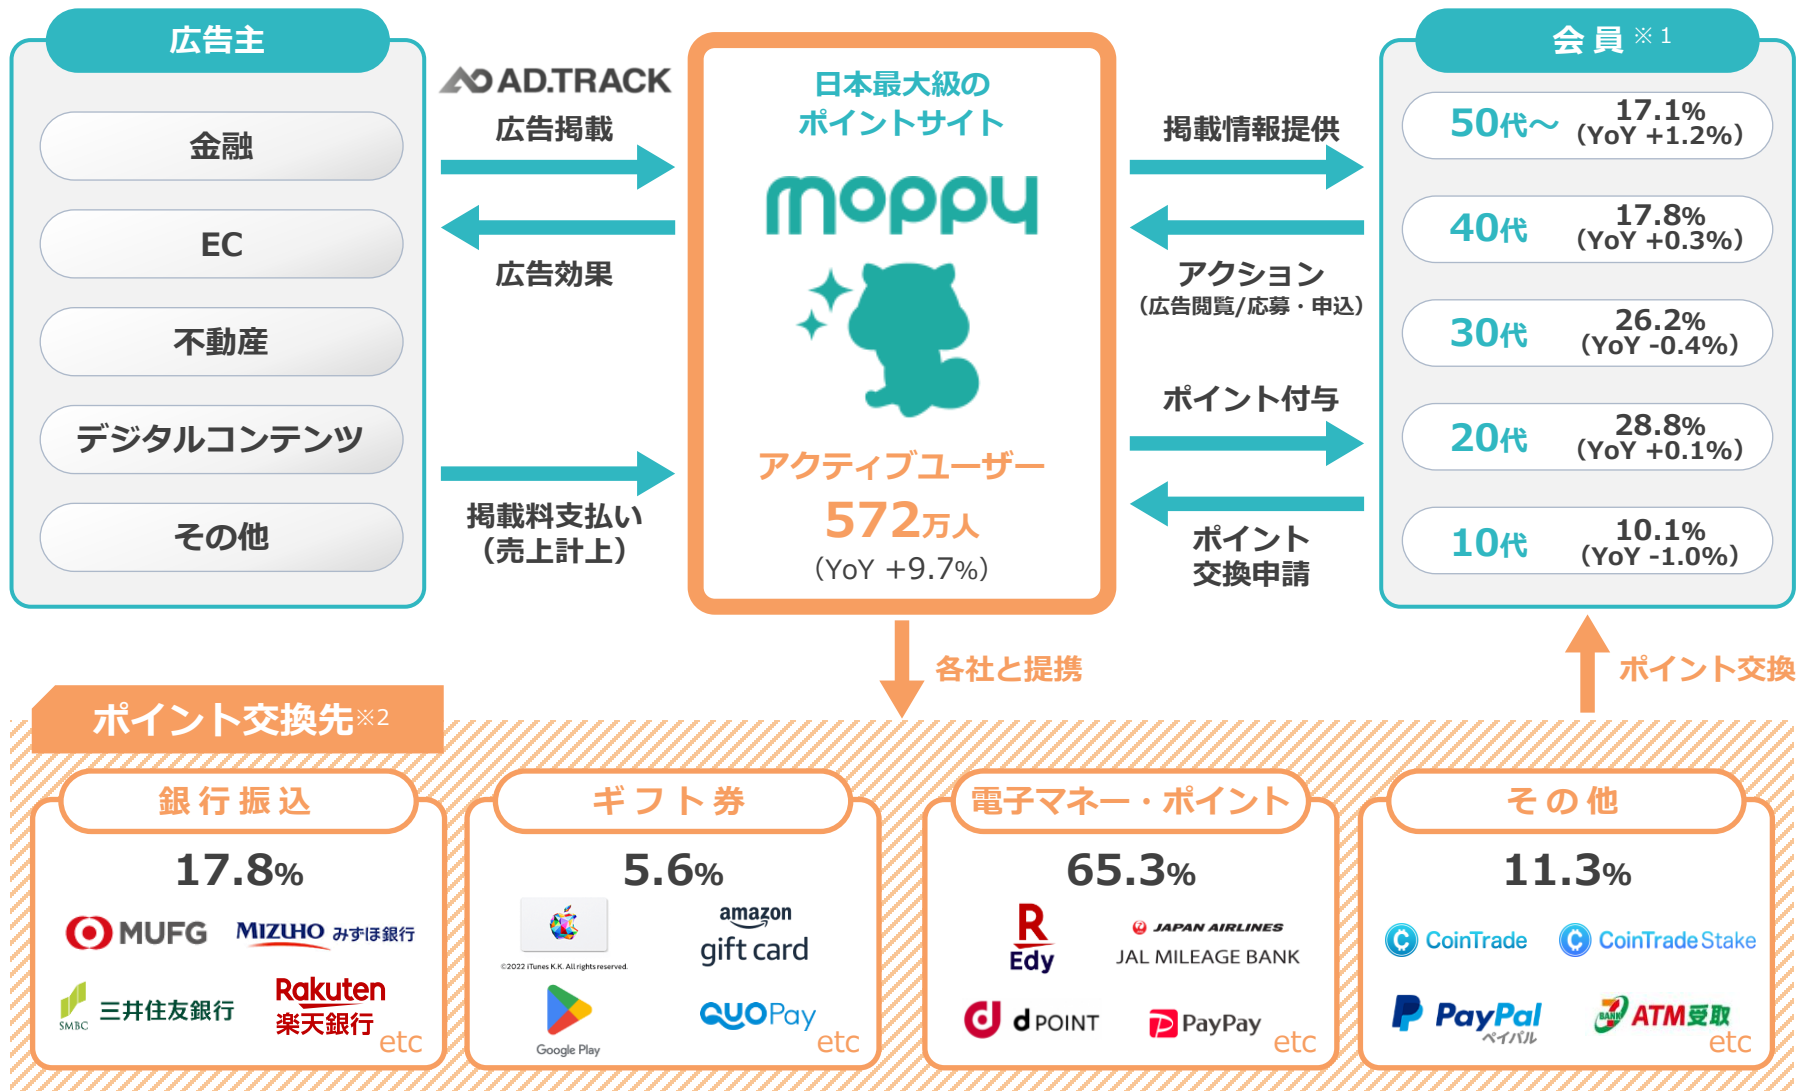 広告主
金融
EC
不動産
デジタルコンテンツ
その他
AD.TRACK
広告掲載
広告効果
掲載料支払い
（売上計上）
日本最大級の
ポイントサイト
moppy
アクティブユーザー
572万人
（YoY +9.7%）
掲載情報提供
アクション
（広告閲覧/応募・申込）
ポイント付与
ポイント
交換申請
会員※1
50代～ 17.1%
（YoY +1.2%）
40代 17.8%
（YoY +0.3%）
30代 26.2%
（YoY -0.4%）
20代 28.8%
（YoY +0.1%）
10代 10.1%
（YoY -1.0%）
各社と提携
ポイント交換
ポイント交換先※2
銀行振込
17.8%
MUFG
MIZUHO みずほ銀行
SMBC 三井住友銀行
Rakuten
楽天銀行
etc
ギフト券
5.6%
©2022 iTunes K.K. All rights reserved.
amazon
gift card
Google Play
QUO Pay
etc
電子マネー・ポイント
65.3%
R
Edy
JAPAN AIRLINES
JAL MILEAGE BANK
d POINT
PayPay
etc
その他
11.3%
CoinTrade
CoinTrade Stake
PayPal
ペイパル
7 BANK ATM受取
etc